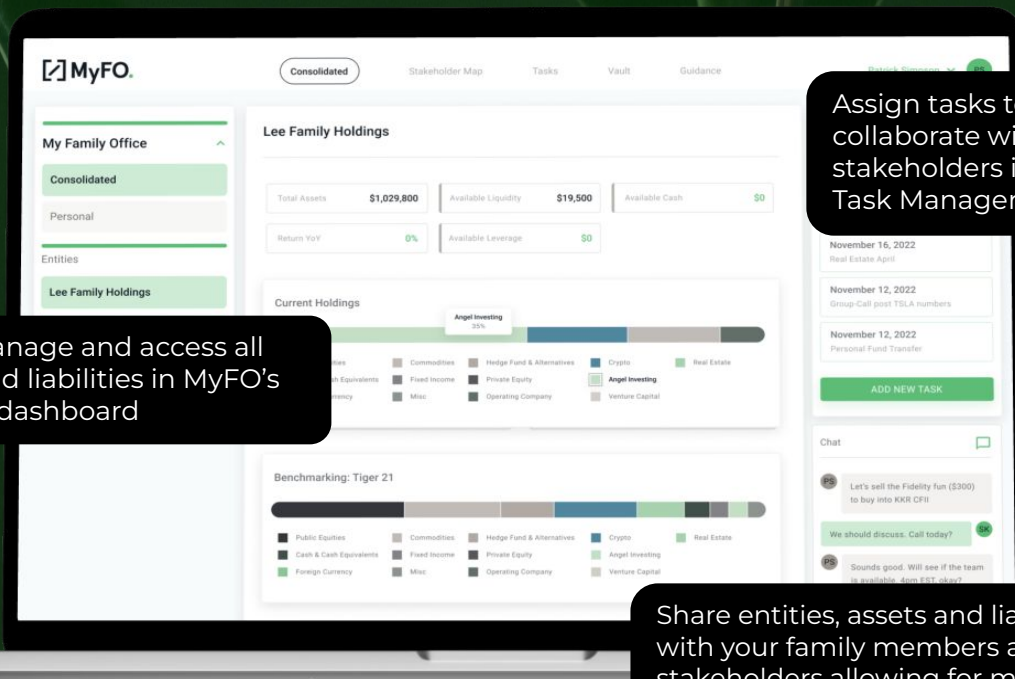 MyFO.
Consolidated
Stakeholder Map
Tasks
Vault
Guidance
My Family Office
Consolidated
Personal
Entities
Lee Family Holdings
Lee Family Holdings
Total Assets $1,029,800
Available Liquidity $19,500
Available Cash $0
Return YoY 0%
Available Leverage $0
Current Holdings
Angel Investing
35%
Commodities
Hedge Fund & Alternatives
Crypto
Real Estate
Fixed Income
Private Equity
Angel Investing
Misc
Operating Company
Venture Capital
Benchmarking: Tiger 21
Public Equities
Commodities
Hedge Fund & Alternatives
Crypto
Real Estate
Cash & Cash Equivalents
Fixed Income
Private Equity
Angel Investing
Foreign Currency
Misc
Operating Company
Venture Capital
Assign tasks
collaborate
stakeholders
Task Manager
November 16, 2022
Real Estate April
November 12, 2022
Group-Call post TSLA numbers
November 12, 2022
Personal Fund Transfer
ADD NEW TASK
Chat
PS
Let's sell the Fidelity fun ($300)
to buy into KKR CFII
We should discuss. Call today?
SK
PS
Sounds good. Will see if the team
is available. 4pm EST, okay?
and access all
liabilities in MyFO's
dashboard
Share entities, assets and
with your family members
stakeholders allowing for